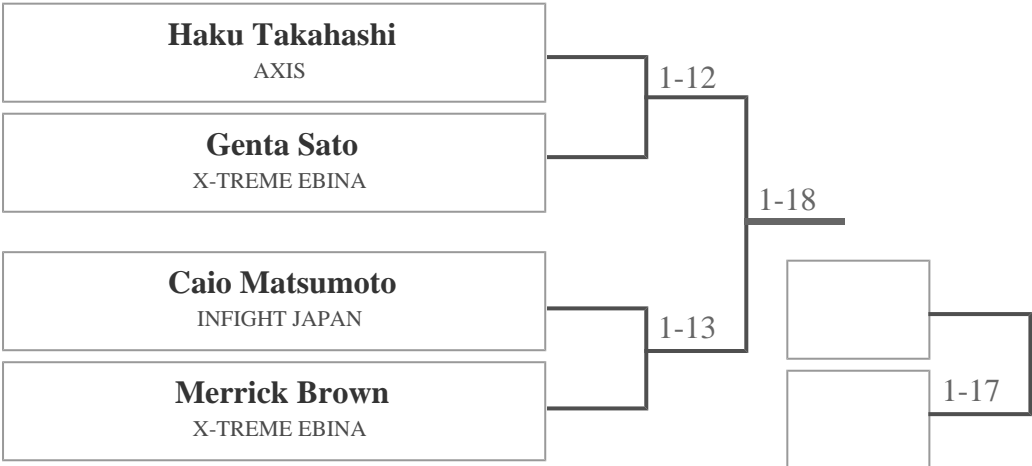 Haku Takahashi
AXIS
1-12
Genta Sato
X-TREME EBINA
1-18
Caio Matsumoto
INFIGHT JAPAN
1-13
Merrick Brown
X-TREME EBINA
1-17